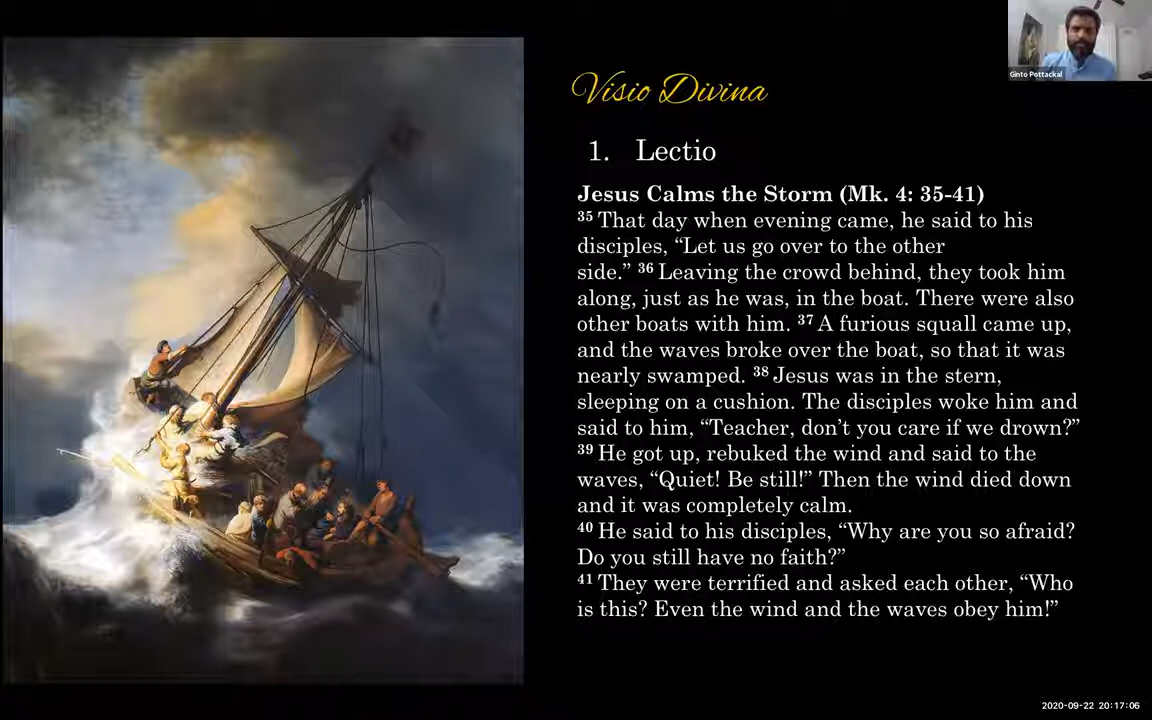 Ginto Pottackal
Visio Divina
1. Lectio
Jesus Calms the Storm (Mk. 4: 35-41)
³⁵ That day when evening came, he said to his
disciples, “Let us go over to the other
side.” ³⁶ Leaving the crowd behind, they took him
along, just as he was, in the boat. There were also
other boats with him. ³⁷ A furious squall came up,
and the waves broke over the boat, so that it was
nearly swamped. ³⁸ Jesus was in the stern,
sleeping on a cushion. The disciples woke him and
said to him, “Teacher, don’t you care if we drown?”
³⁹ He got up, rebuked the wind and said to the
waves, “Quiet! Be still!” Then the wind died down
and it was completely calm.
⁴⁰ He said to his disciples, “Why are you so afraid?
Do you still have no faith?”
⁴¹ They were terrified and asked each other, “Who
is this? Even the wind and the waves obey him!”
2020-09-22 20:17:06